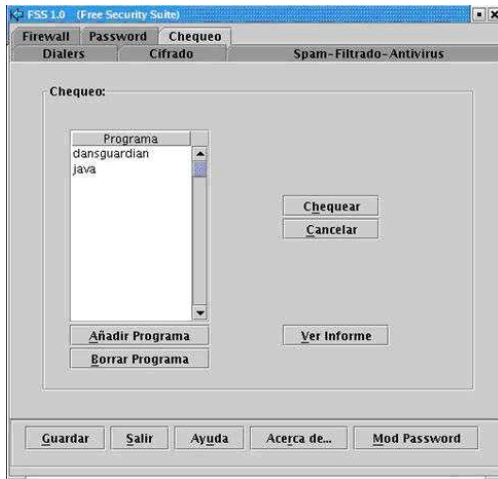 FSS 1.0 (Free Security Suite)
Firewall Password Chequeo
Dialers Cifrado Spam-Filtrado-Antivirus
Chequeo:
Programa
dansguardian
java
Chequear
Cancelar
Añadir Programa Ver Informe
Borrar Programa
Guardar Salir Ayuda Acerca de... Mod Password